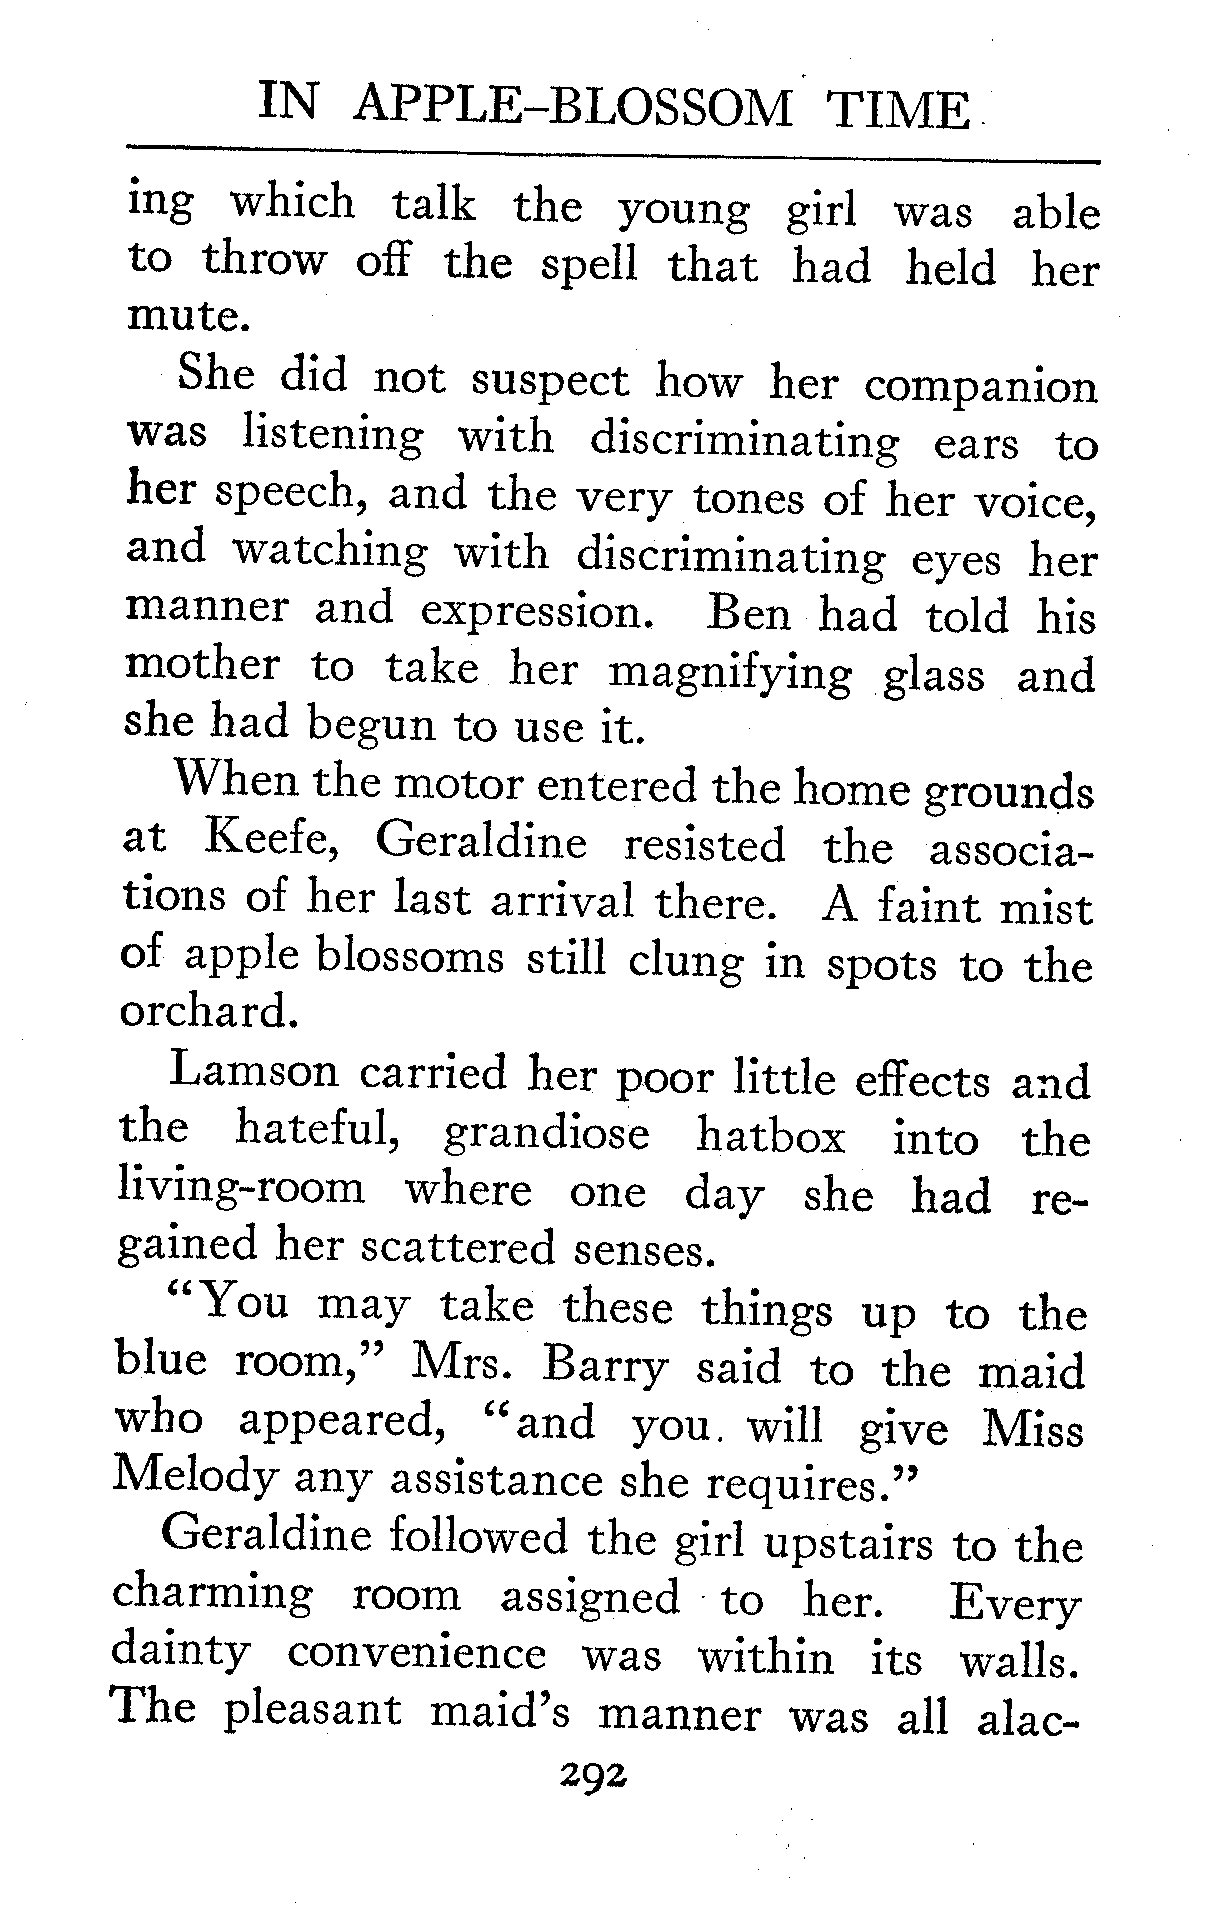 IN APPLE-BLOSSOM TIME
ing which talk the young girl was able
to throw off the spell that had held her
mute.
She did not suspect how her companion
was listening with discriminating ears to
her speech, and the very tones of her voice,
and watching with discriminating eyes her
manner and expression. Ben had told his
mother to take her magnifying glass and
she had begun to use it.
When the motor entered the home grounds
at Keefe, Geraldine resisted the associa-
tions of her last arrival there. A faint mist
of apple blossoms still clung in spots to the
orchard.
Lamson carried her poor little effects and
the hateful, grandiose hatbox into the
living-room where one day she had re-
gained her scattered senses.
“You may take these things up to the
blue room,” Mrs. Barry said to the maid
who appeared, “and you will give Miss
Melody any assistance she requires.”
Geraldine followed the girl upstairs to the
charming room assigned to her. Every
dainty convenience was within its walls.
The pleasant maid’s manner was all alac-
292